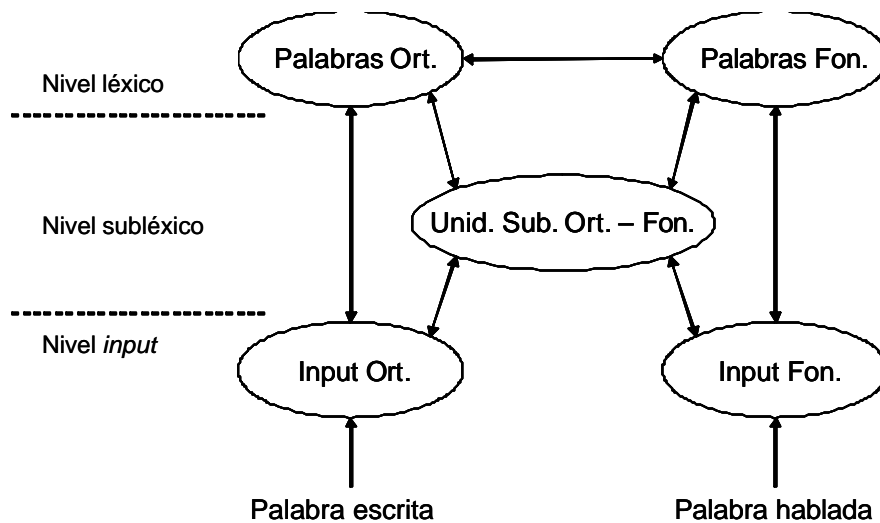 Palabras Ort.
Palabras Fon.
Nivel léxico
Unid. Sub. Ort. – Fon.
Nivel subléxico
Nivel input
Input Ort.
Input Fon.
Palabra escrita
Palabra hablada